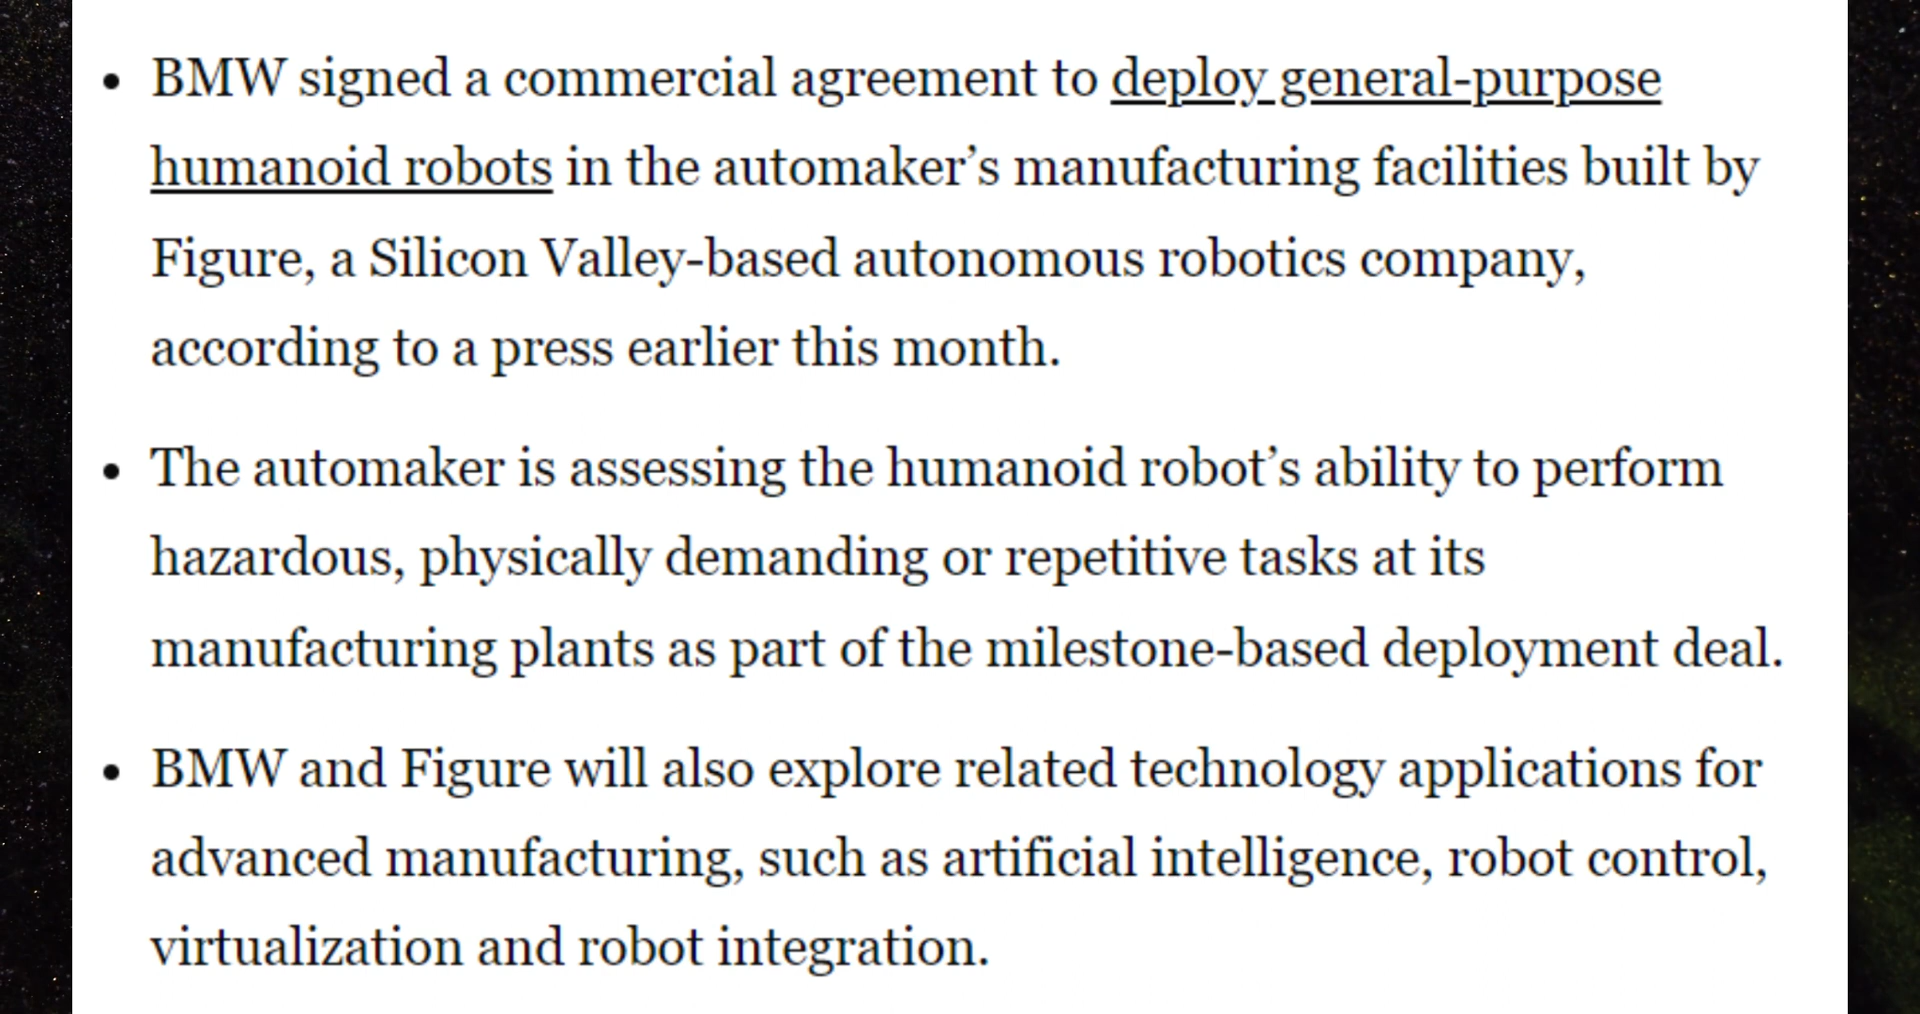 • BMW signed a commercial agreement to deploy general-purpose
humanoid robots in the automaker’s manufacturing facilities built by
Figure, a Silicon Valley-based autonomous robotics company,
according to a press earlier this month.
• The automaker is assessing the humanoid robot’s ability to perform
hazardous, physically demanding or repetitive tasks at its
manufacturing plants as part of the milestone-based deployment deal.
• BMW and Figure will also explore related technology applications for
advanced manufacturing, such as artificial intelligence, robot control,
virtualization and robot integration.